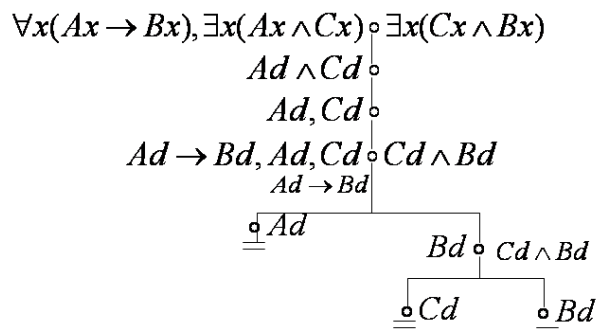 ∀x(Ax → Bx), ∃x(Ax ∧ Cx) ∘ ∃x(Cx ∧ Bx)
Ad ∧ Cd ∘
Ad, Cd ∘
Ad → Bd, Ad, Cd ∘ Cd ∧ Bd
Ad → Bd
∘ Ad
Bd ∘ Cd ∧ Bd
∘ Cd ∘ Bd